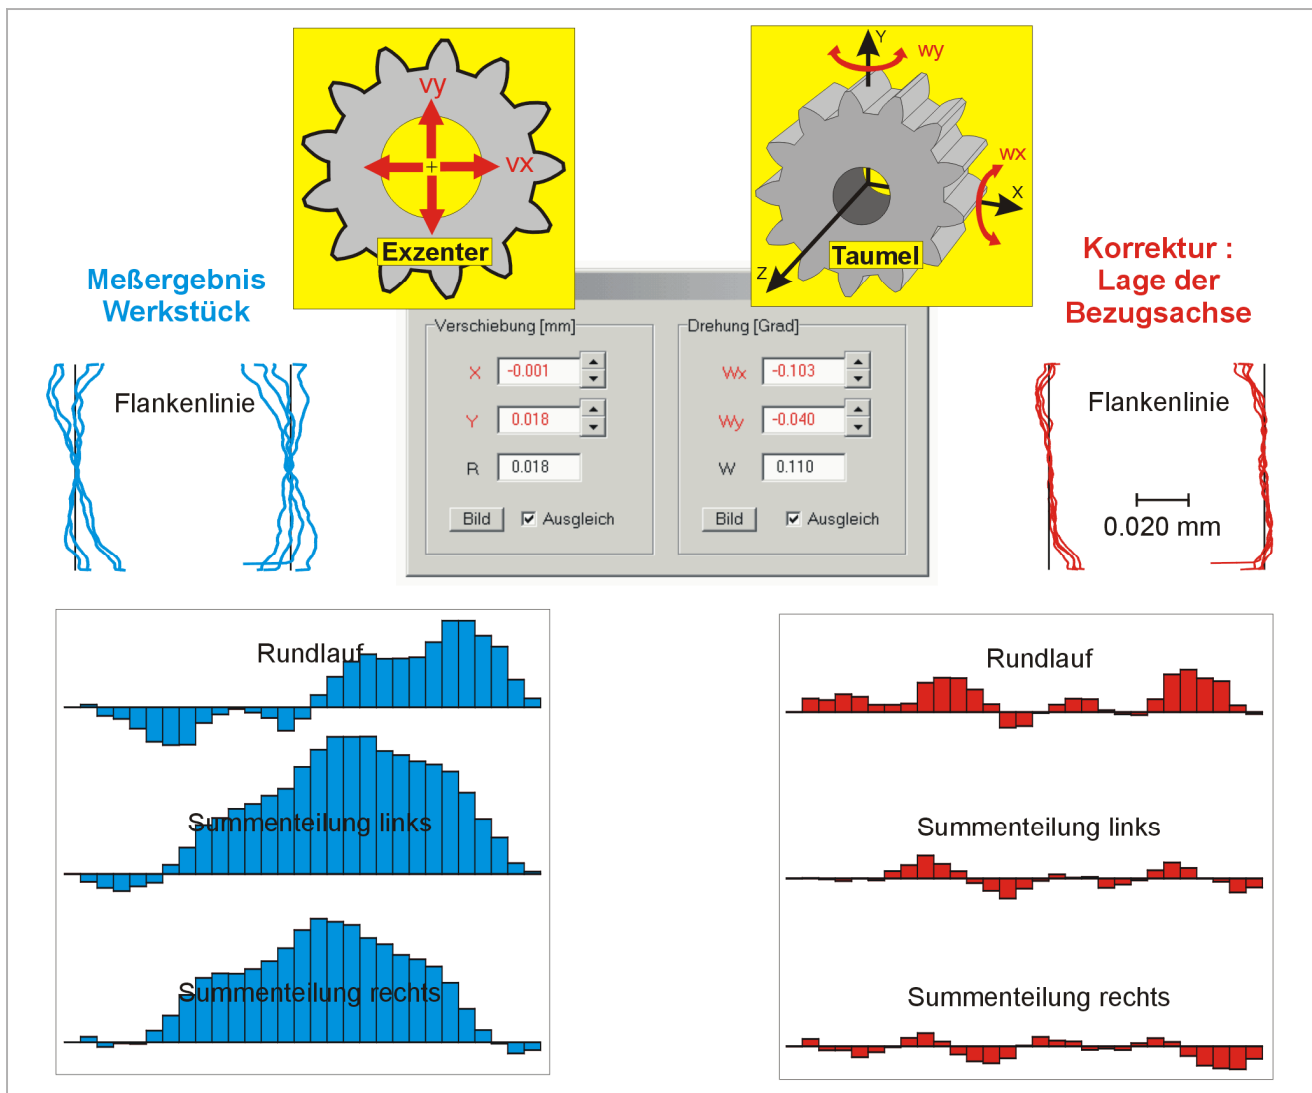 vy
vx
Exzenter
Y
wy
wx
X
Z
Taumel
Meßergebnis
Werkstück
Korrektur :
Lage der
Bezugsachse
Verschiebung [mm]
X -0.001
Y 0.018
R 0.018
Bild Ausgleich
Drehung [Grad]
Wx -0.103
Wy -0.040
W 0.110
Bild Ausgleich
Flankenlinie
Flankenlinie
0.020 mm
Rundlauf
Summenteilung links
Summenteilung rechts
Rundlauf
Summenteilung links
Summenteilung rechts